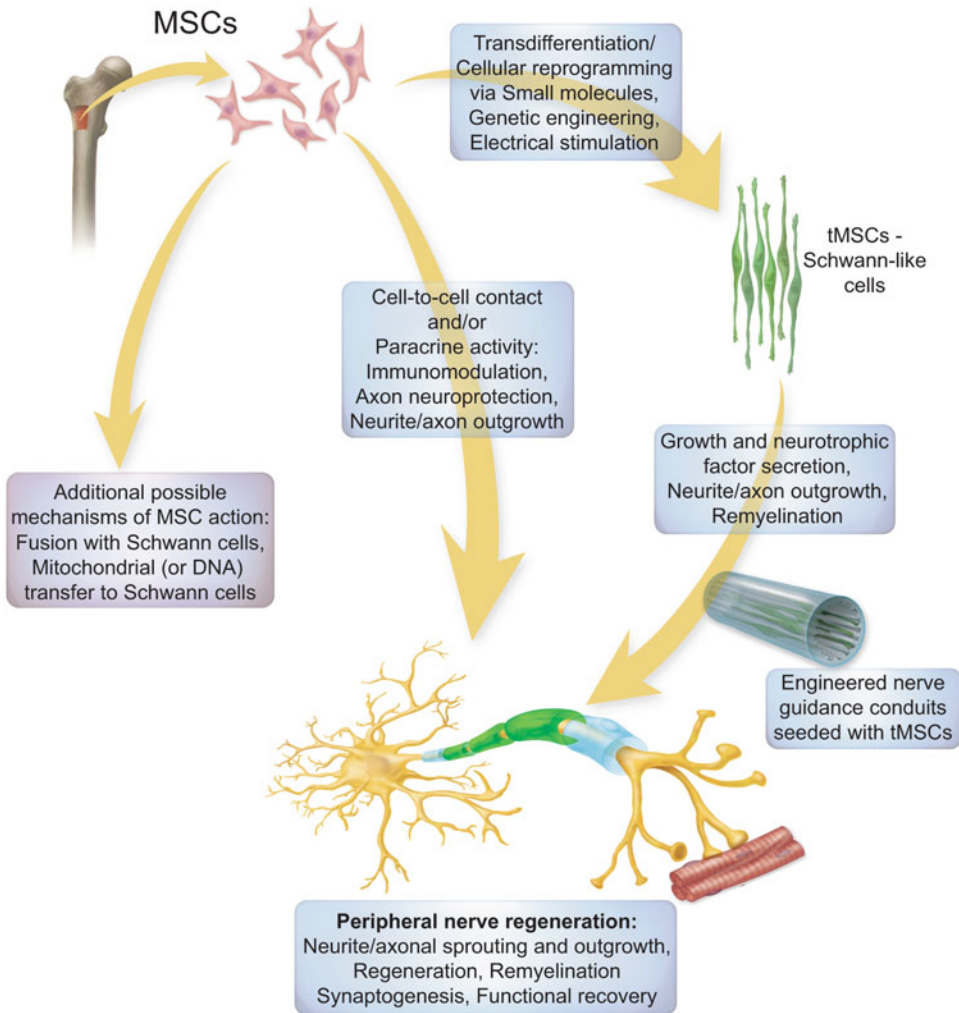 MSCs
Transdifferentiation/
Cellular reprogramming
via Small molecules,
Genetic engineering,
Electrical stimulation
tMSCs -
Schwann-like
cells
Cell-to-cell contact
and/or
Paracrine activity:
Immunomodulation,
Axon neuroprotection,
Neurite/axon outgrowth
Growth and neurotrophic
factor secretion,
Neurite/axon outgrowth,
Remyelination
Additional possible
mechanisms of MSC action:
Fusion with Schwann cells,
Mitochondrial (or DNA)
transfer to Schwann cells
Engineered nerve
guidance conduits
seeded with tMSCs
Peripheral nerve regeneration:
Neurite/axonal sprouting and outgrowth,
Regeneration, Remyelination
Synaptogenesis, Functional recovery